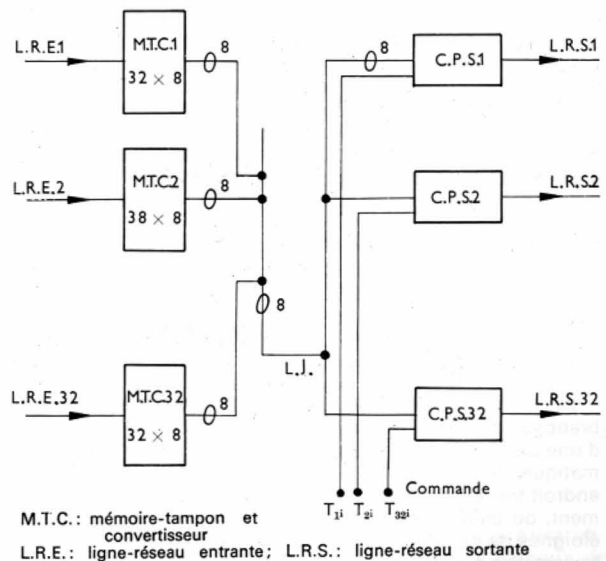 L.R.E.1
M.T.C.1
32 × 8
8
8
C.P.S.1
L.R.S.1
L.R.E.2
M.T.C.2
38 × 8
8
C.P.S.2
L.R.S.2
8
L.J.
L.R.E.32
M.T.C.32
32 × 8
8
C.P.S.32
L.R.S.32
Commande
T1i T2i T32i
M.T.C.: mémoire-tampon et
convertisseur
L.R.E.: ligne-réseau entrante; L.R.S.: ligne-réseau sortante